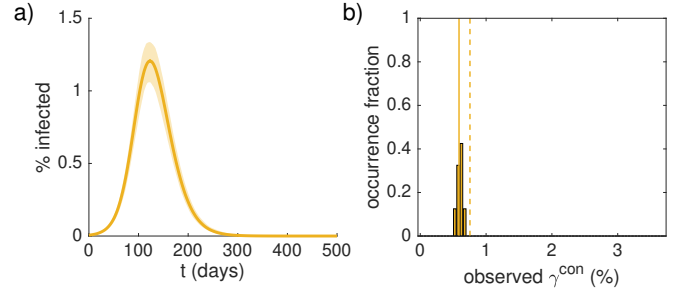 a)
1.5
1
0.5
0
% infected
0 100 200 300 400 500
t (days)
b)
1
0.8
0.6
0.4
0.2
0
occurrence fraction
0 1 2 3
observed γ^con (%)